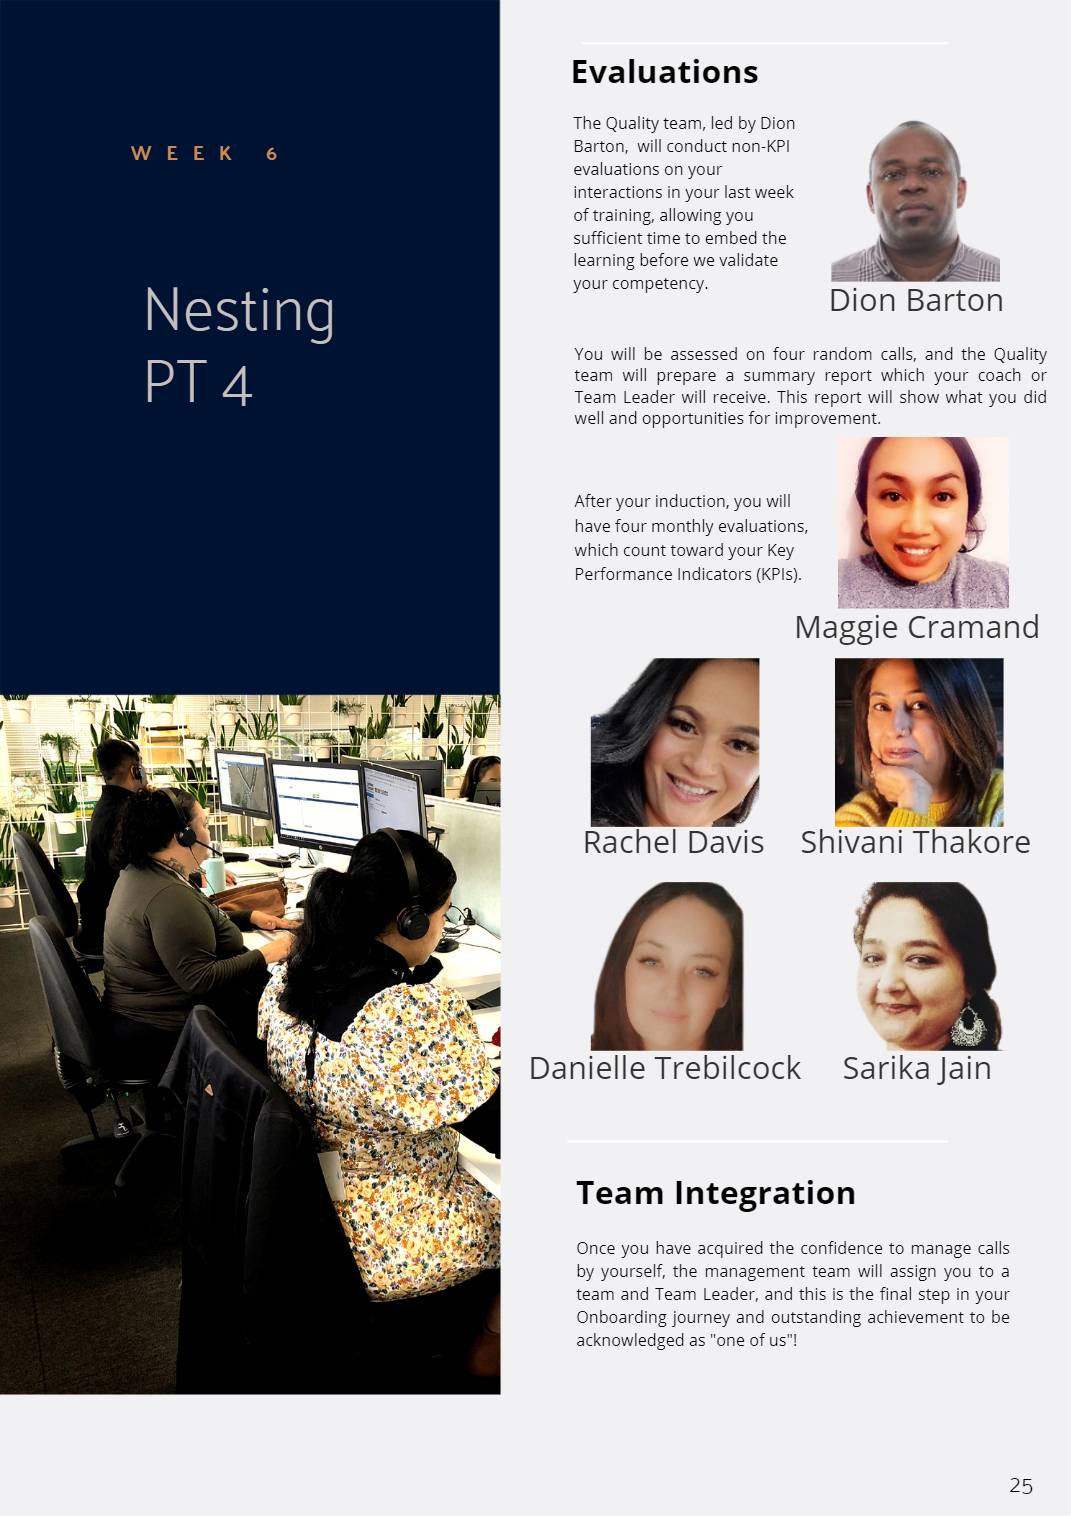 WEEK 6
Nesting
PT 4
Evaluations
The Quality team, led by Dion
Barton, will conduct non-KPI
evaluations on your
interactions in your last week
of training, allowing you
sufficient time to embed the
learning before we validate
your competency.
Dion Barton
You will be assessed on four random calls, and the Quality
team will prepare a summary report which your coach or
Team Leader will receive. This report will show what you did
well and opportunities for improvement.
After your induction, you will
have four monthly evaluations,
which count toward your Key
Performance Indicators (KPIs).
Maggie Cramand
Rachel Davis
Shivani Thakore
Danielle Trebilcock
Sarika Jain
Team Integration
Once you have acquired the confidence to manage calls
by yourself, the management team will assign you to a
team and Team Leader, and this is the final step in your
Onboarding journey and outstanding achievement to be
acknowledged as "one of us"!
25